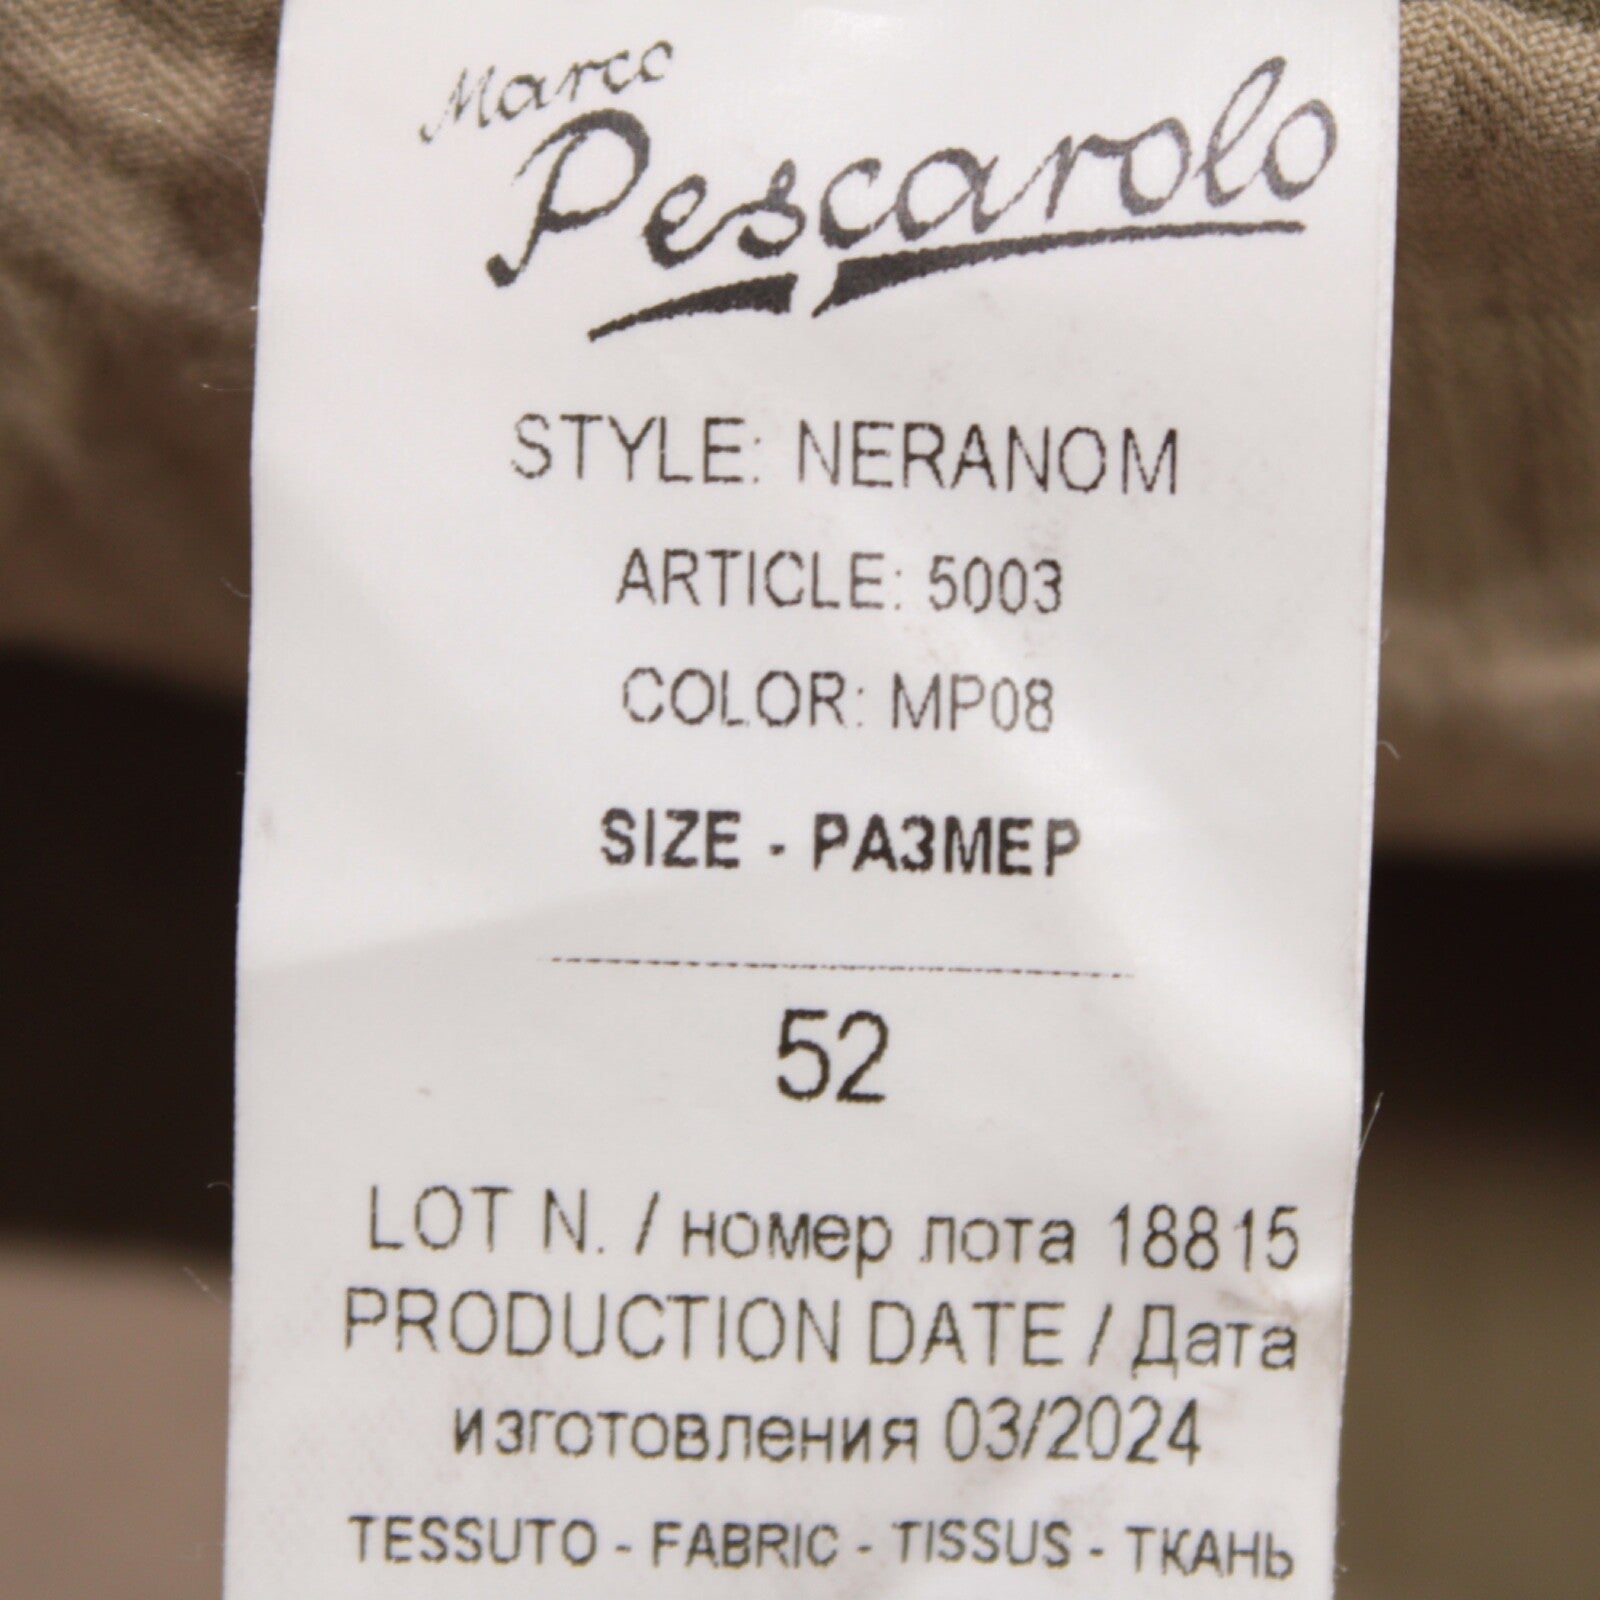 Marco
Pescarolo
STYLE: NERANOM
ARTICLE: 5003
COLOR: MP08
SIZE - РАЗМЕР
52
LOT N. / номер лота 18815
PRODUCTION DATE / Дата
изготовления 03/2024
TESSUTO - FABRIC - TISSUS - ТКАНЬ